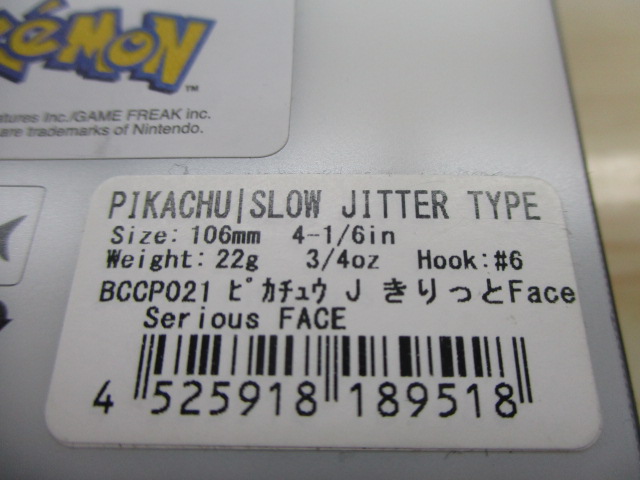 POKéMON
TM
atures Inc./GAME FREAK inc.
are trademarks of Nintendo.
PIKACHU|SLOW JITTER TYPE
Size: 106mm 4-1/6in
Weight: 22g 3/4oz Hook:#6
BCCP021 ピカチュウ J きりっとFace
Serious FACE
4 525918 189518